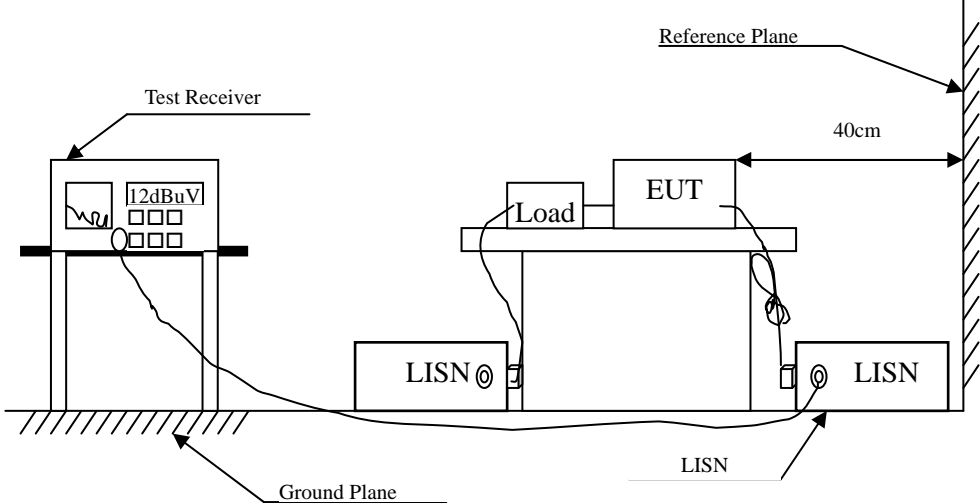 Reference Plane
Test Receiver
40cm
12dBuV
EUT
Load
LISN
LISN
LISN
Ground Plane